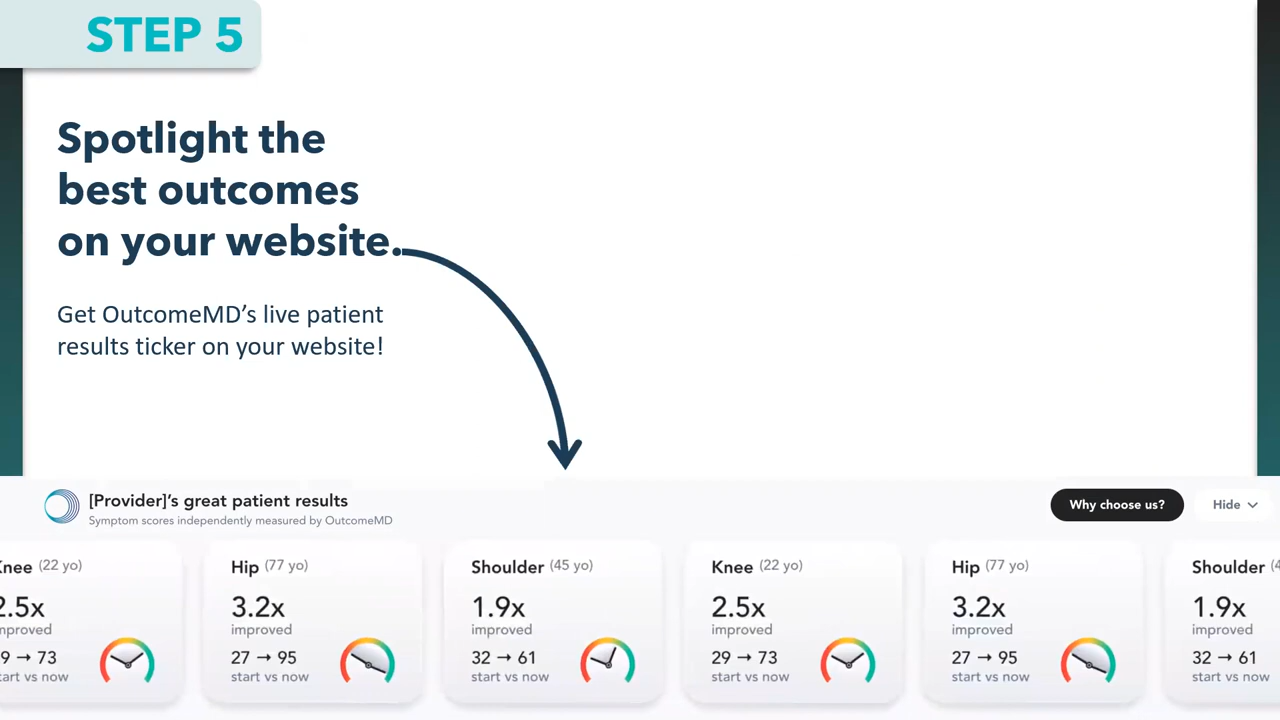 STEP 5
Spotlight the
best outcomes
on your website.
Get OutcomeMD’s live patient
results ticker on your website!
[Provider]’s great patient results
Symptom scores independently measured by OutcomeMD
Why choose us?
Hide
Knee (22 yo)
2.5x
improved
9 → 73
start vs now
Hip (77 yo)
3.2x
improved
27 → 95
start vs now
Shoulder (45 yo)
1.9x
improved
32 → 61
start vs now
Knee (22 yo)
2.5x
improved
29 → 73
start vs now
Hip (77 yo)
3.2x
improved
27 → 95
start vs now
Shoulder (4
1.9x
improved
32 → 61
start vs now